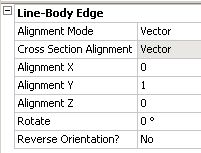 Line-Body Edge
Alignment Mode Vector
Cross Section Alignment Vector
Alignment X 0
Alignment Y 1
Alignment Z 0
Rotate 0 °
Reverse Orientation? No